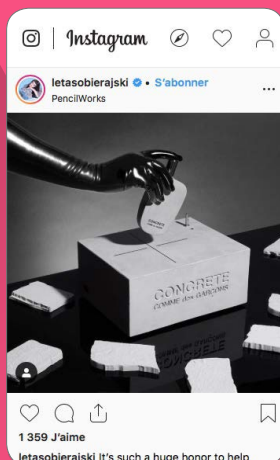 Instagram
letasobierajski • S'abonner
PencilWorks
CONCRETE
COMME des GARÇONS
1 359 J'aime
letasobierajski It's such a huge honor to help